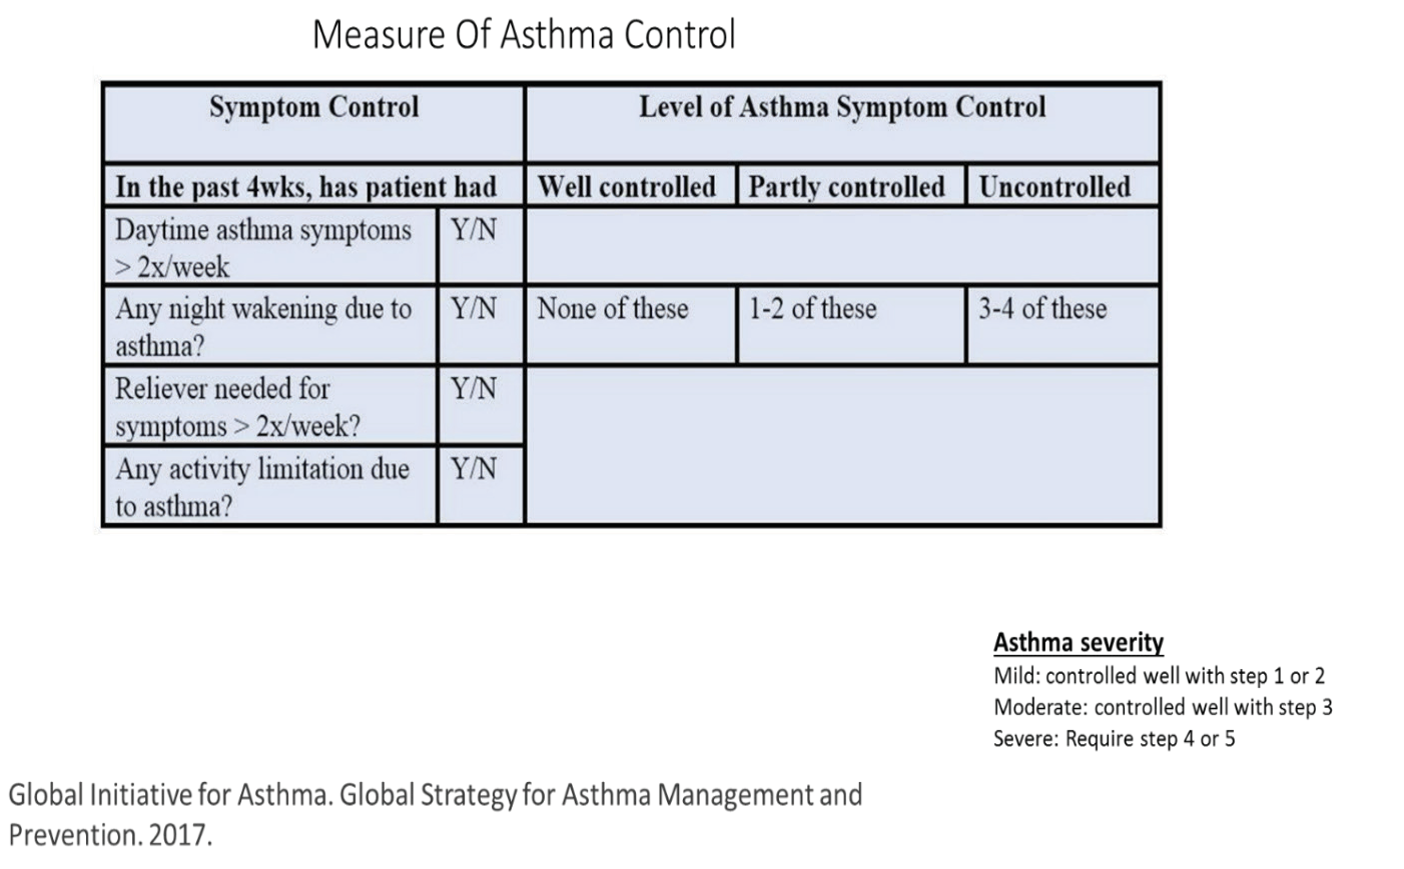 Measure Of Asthma Control
Symptom Control
Level of Asthma Symptom Control
In the past 4wks, has patient had
Well controlled
Partly controlled
Uncontrolled
Daytime asthma symptoms
> 2x/week
Y/N
Any night wakening due to
asthma?
Y/N
None of these
1-2 of these
3-4 of these
Reliever needed for
symptoms > 2x/week?
Y/N
Any activity limitation due
to asthma?
Y/N
Asthma severity
Mild: controlled well with step 1 or 2
Moderate: controlled well with step 3
Severe: Require step 4 or 5
Global Initiative for Asthma. Global Strategy for Asthma Management and
Prevention. 2017.